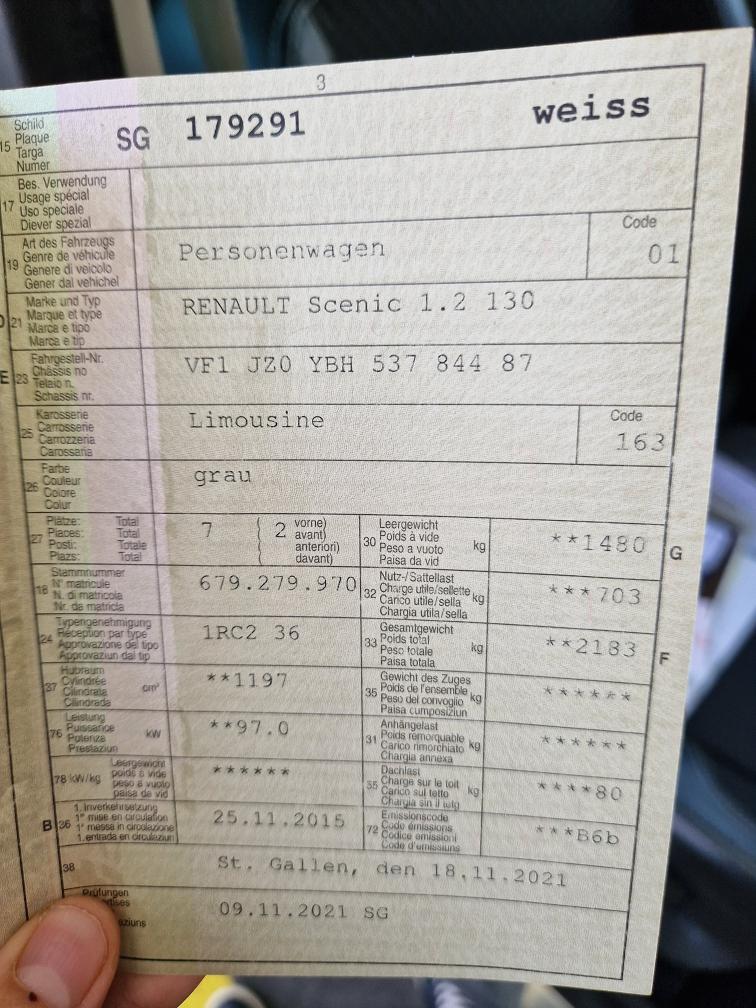 3
15 Schild
Plaque
Targa
Numer
SG 179291 weiss
17 Bes. Verwendung
Usage spécial
Uso speciale
Diever spezial
19 Art des Fahrzeugs
Genre de véhicule
Genere di veicolo
Gener dal vehichel
Personenwagen
Code
01
D 21 Marke und Typ
Marque et type
Marca e tipo
Marca e tip
RENAULT Scenic 1.2 130
E 23 Fahrgestell-Nr.
Châssis no
Telaio n.
Schassis nr.
VF1 JZ0 YBH 537 844 87
25 Karosserie
Carrosserie
Carrozzeria
Carossaria
Limousine
Code
163
26 Farbe
Couleur
Colore
Colur
grau
27 Plätze: Total
Places: Total
Posti: Totale
Plazs: Total
7 ( 2 vorne)
avant)
anteriori)
davant)
30 Leergewicht
Poids à vide
Peso a vuoto
Paisa da vid
kg
**1480
G
18 Stammnummer
N° matricule
N. di matricola
Nr. da matricla
679.279.970
32 Nutz-/Sattellast
Charge utile/sellette
Carico utile/sella
Chargia utila/sella
kg
***703
24 Typengenehmigung
Réception par type
Approvazione del tipo
Approvaziun dal tip
1RC2 36
33 Gesamtgewicht
Poids total
Peso totale
Paisa totala
kg
**2183
F
37 Hubraum
Cylindrée
Cilindrata
Cilindrada
cm³
**1197
35 Gewicht des Zuges
Poids de l'ensemble
Peso del convoglio
Paisa cumposiziun
kg
******
76 Leistung
Puissance
Potenza
Prestaziun
kW
**97.0
31 Anhängelast
Poids remorquable
Carico rimorchiato
Chargia annexa
kg
******
78 kW/kg Leergewicht
poids à vide
peso a vuoto
paisa da vid
******
55 Dachlast
Charge sur le toit
Carico sul tetto
Chargia sin il tetg
kg
****80
B 36 1. Inverkehrsetzung
1re mise en circulation
1a messa in circolazione
1. entrada en circulaziun
25.11.2015
72 Emissionscode
Code émissions
Codice emissioni
Code d'emissiuns
***B6b
38
St. Gallen, den 18.11.2021
Prüfungen
09.11.2021 SG